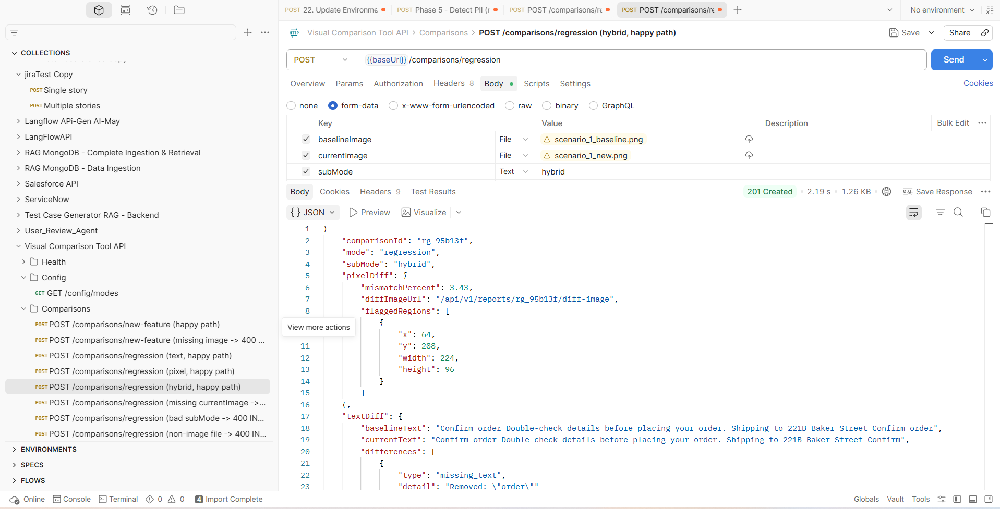 POST 22. Update Environme
POST Phase 5 - Detect PII (r
POST POST /comparisons/re
POST POST /comparisons/re
No environment
HTTP Visual Comparison Tool API > Comparisons > POST /comparisons/regression (hybrid, happy path)
Save
Share
POST {{baseUrl}} /comparisons/regression
Send
Overview Params Authorization Headers 8 Body Scripts Settings
Cookies
none form-data x-www-form-urlencoded raw binary GraphQL
Key Value Description Bulk Edit
baselineImage File scenario_1_baseline.png
currentImage File scenario_1_new.png
subMode Text hybrid
Body Cookies Headers 9 Test Results
201 Created 2.19 s 1.26 KB e.g. Save Response
{} JSON Preview Visualize
1 {
2 "comparisonId": "rg_95b13f",
3 "mode": "regression",
4 "subMode": "hybrid",
5 "pixelDiff": {
6 "mismatchPercent": 3.43,
7 "diffImageUrl": "/api/v1/reports/rg_95b13f/diff-image",
8 "flaggedRegions": [
{
"x": 64,
11 "y": 288,
12 "width": 224,
13 "height": 96
14 }
15 ]
16 },
17 "textDiff": {
18 "baselineText": "Confirm order Double-check details before placing your order. Shipping to 221B Baker Street Confirm order",
19 "currentText": "Confirm order Double-check details before placing your order. Shipping to 221B Baker Street Confirm",
20 "differences": [
21 {
22 "type": "missing_text",
23 "detail": "Removed: \"order\""
View more actions
COLLECTIONS
jiraTest Copy
POST Single story
POST Multiple stories
Langflow APi-Gen AI-May
LangFlowAPI
RAG MongoDB - Complete Ingestion & Retrieval
RAG MongoDB - Data Ingestion
Salesforce API
ServiceNow
Test Case Generator RAG - Backend
User_Review_Agent
Visual Comparison Tool API
Health
Config
GET GET /config/modes
Comparisons
POST POST /comparisons/new-feature (happy path)
POST POST /comparisons/new-feature (missing image -> 400 ...
POST POST /comparisons/regression (text, happy path)
POST POST /comparisons/regression (pixel, happy path)
POST POST /comparisons/regression (hybrid, happy path)
POST POST /comparisons/regression (missing currentImage ->...
POST POST /comparisons/regression (bad subMode -> 400 IN...
POST POST /comparisons/regression (non-image file -> 400 IN...
ENVIRONMENTS
SPECS
FLOWS
Online Console Terminal 0 0 4 Import Complete
Globals Vault Tools